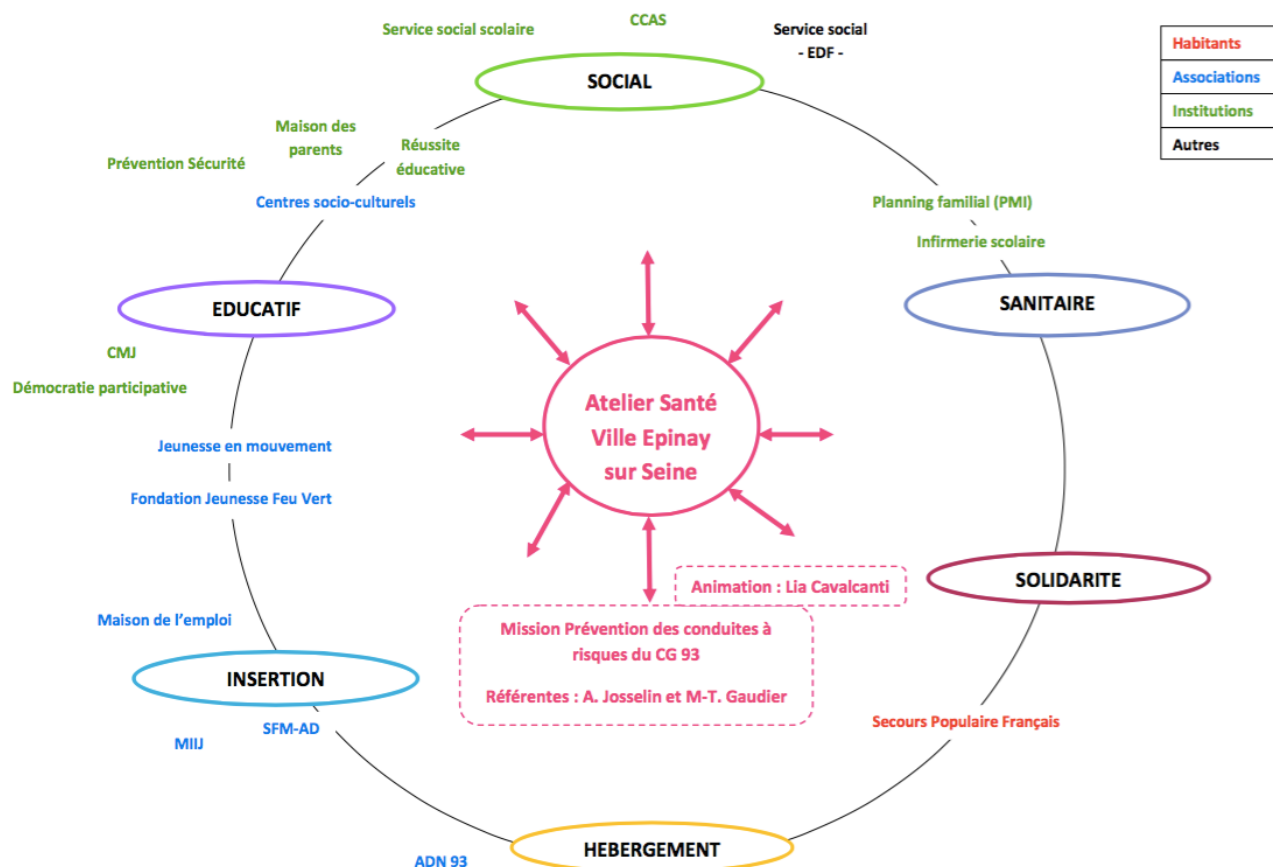 CCAS
Service social scolaire
Service social
- EDF -
SOCIAL
Habitants
Associations
Institutions
Autres
Maison des
parents
Réussite
éducative
Prévention Sécurité
Centres socio-culturels
Planning familial (PMI)
Infirmerie scolaire
EDUCATIF
SANITAIRE
CMJ
Démocratie participative
Atelier Santé
Ville Epinay
sur Seine
Jeunesse en mouvement
Fondation Jeunesse Feu Vert
SOLIDARITE
Animation : Lia Cavalcanti
Mission Prévention des conduites à
risques du CG 93
Référentes : A. Josselin et M-T. Gaudier
Maison de l’emploi
INSERTION
SFM-AD
MIIJ
Secours Populaire Français
HEBERGEMENT
ADN 93